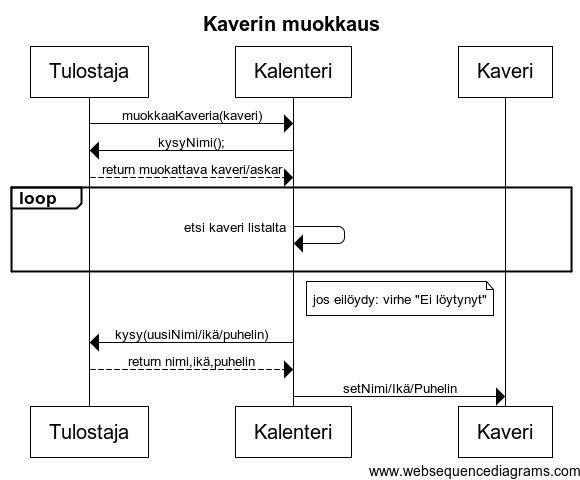 Kaverin muokkaus
Tulostaja
Kalenteri
Kaveri
muokkaaKaveria(kaveri)
kysyNimi();
return muokattava kaveri/askar
loop
etsi kaveri listalta
jos eilöydy: virhe "Ei löytynyt"
kysy(uusiNimi/ikä/puhelin)
return nimi,ikä,puhelin
setNimi/Ikä/Puhelin
Tulostaja
Kalenteri
Kaveri
www.websequencediagrams.com